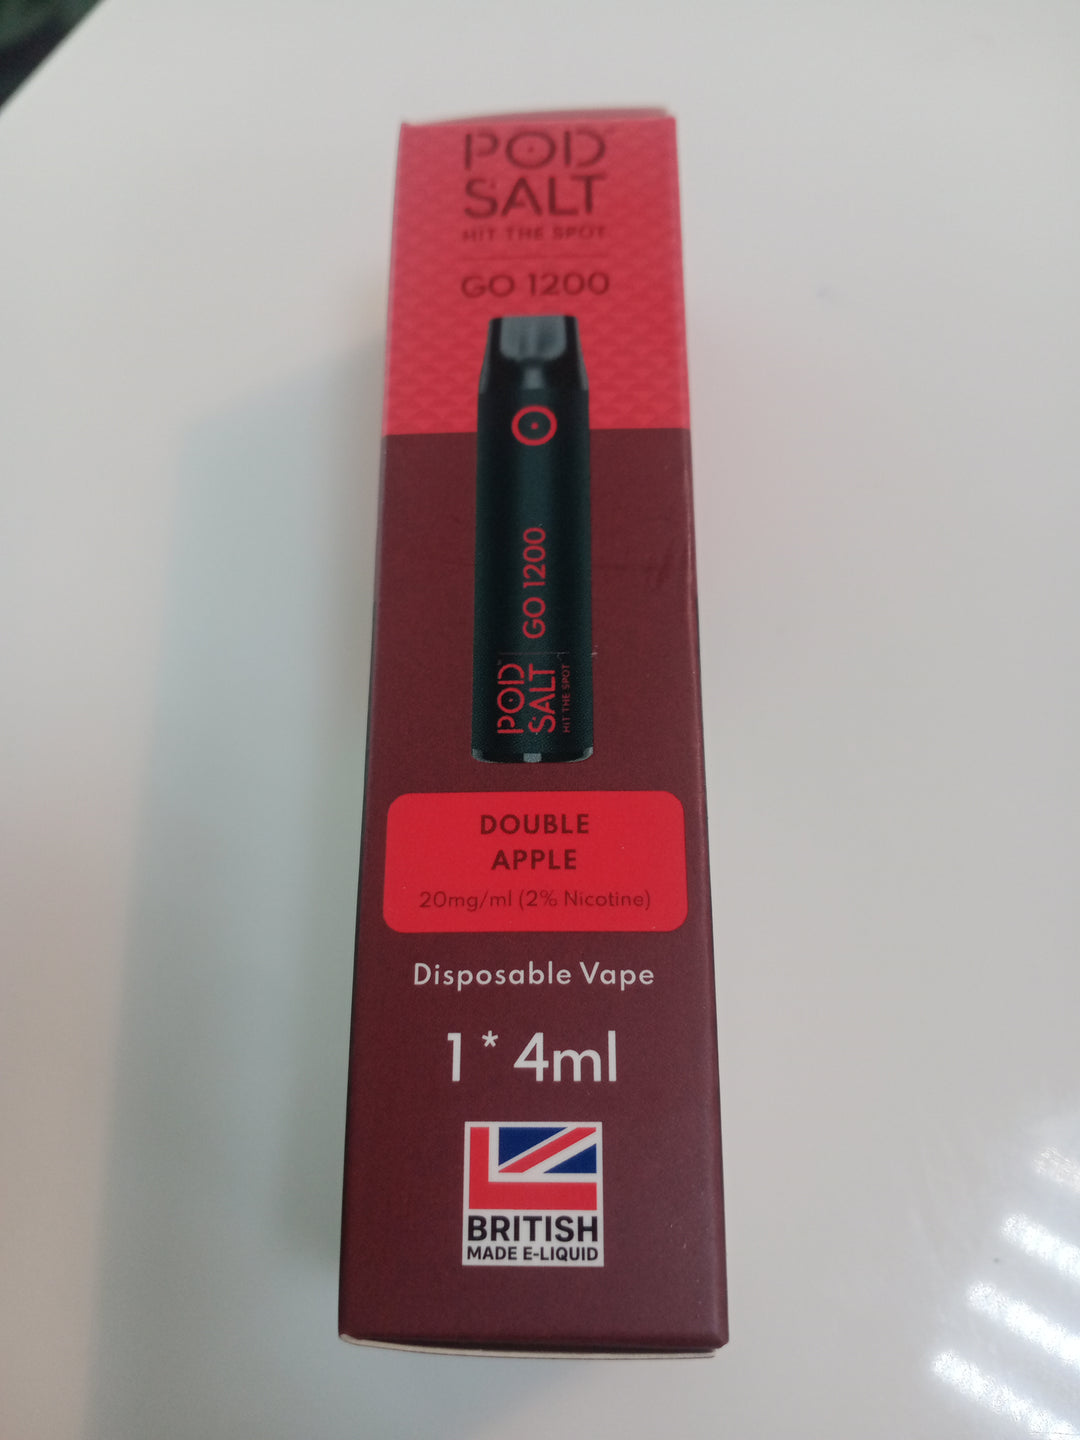 POD
SALT
HIT THE SPOT
GO 1200
GO 1200
POD™
SALT
HIT THE SPOT
DOUBLE
APPLE
20mg/ml (2% Nicotine)
Disposable Vape
1 * 4ml
BRITISH
MADE E-LIQUID